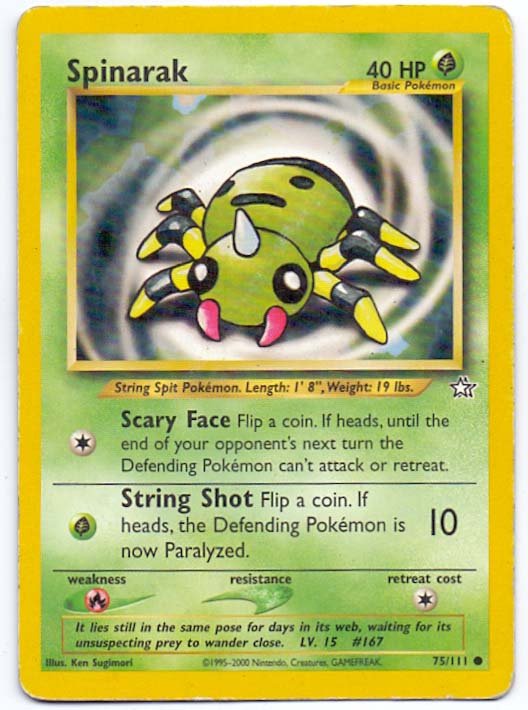 Spinarak
40 HP
Basic Pokémon
String Spit Pokémon. Length: 1' 8", Weight: 19 lbs.
Scary Face Flip a coin. If heads, until the
end of your opponent's next turn the
Defending Pokémon can't attack or retreat.
String Shot Flip a coin. If
heads, the Defending Pokémon is
now Paralyzed.
10
weakness
resistance
retreat cost
It lies still in the same pose for days in its web, waiting for its
unsuspecting prey to wander close. LV. 15 #167
Illus. Ken Sugimori
©1995-2000 Nintendo, Creatures, GAMEFREAK.
75/111